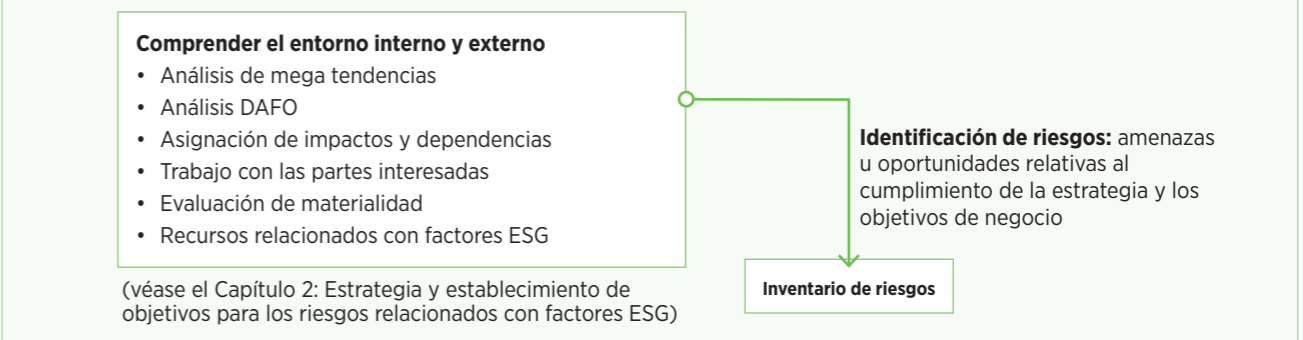 Comprender el entorno interno y externo
• Análisis de mega tendencias
• Análisis DAFO
• Asignación de impactos y dependencias
• Trabajo con las partes interesadas
• Evaluación de materialidad
• Recursos relacionados con factores ESG
(véase el Capítulo 2: Estrategia y establecimiento de
objetivos para los riesgos relacionados con factores ESG)
Identificación de riesgos: amenazas
u oportunidades relativas al
cumplimiento de la estrategia y los
objetivos de negocio
Inventario de riesgos